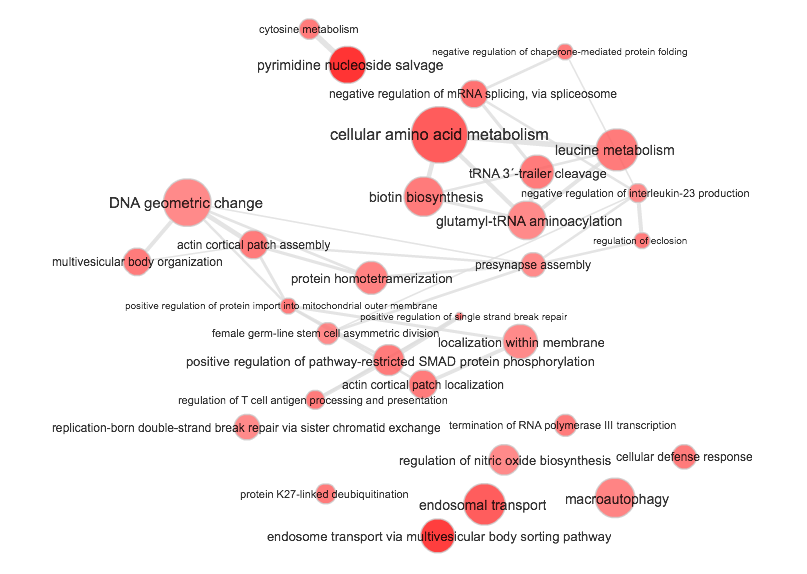 cytosine metabolism
negative regulation of chaperone-mediated protein folding
pyrimidine nucleoside salvage
negative regulation of mRNA splicing, via spliceosome
cellular amino acid metabolism
leucine metabolism
tRNA 3´-trailer cleavage
negative regulation of interleukin-23 production
biotin biosynthesis
DNA geometric change
glutamyl-tRNA aminoacylation
regulation of eclosion
actin cortical patch assembly
multivesicular body organization
presynapse assembly
protein homotetramerization
positive regulation of protein import into mitochondrial outer membrane
positive regulation of single strand break repair
female germ-line stem cell asymmetric division
localization within membrane
positive regulation of pathway-restricted SMAD protein phosphorylation
actin cortical patch localization
regulation of T cell antigen processing and presentation
replication-born double-strand break repair via sister chromatid exchange
termination of RNA polymerase III transcription
regulation of nitric oxide biosynthesis
cellular defense response
protein K27-linked deubiquitination
endosomal transport
macroautophagy
endosome transport via multivesicular body sorting pathway